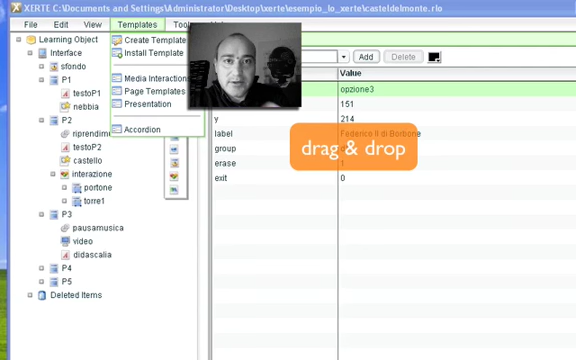 XERTE C:\Documents and Settings\Administrator\Desktop\xerte\esempio_lo_xerte\casteldelmonte.rlo
File Edit View Templates Tools
Learning Object
Interface
sfondo
P1
testoP1
nebbia
P2
testoP2
castello
interazione
portone
torre1
P3
pausamusica
video
didascalia
P4
P5
Deleted Items
Create Template
Install Template
Media Interaction
Page Templates
Presentation
Accordion
Add Delete
Value
opzione3
151
y 214
label Federico II di Borbone
group
erase 1
exit 0
drag & drop